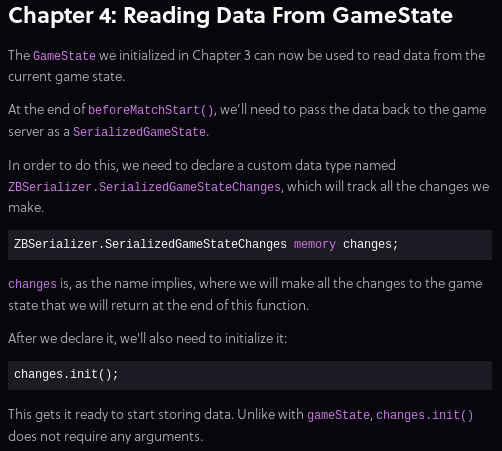 Chapter 4: Reading Data From GameState
The GameState we initialized in Chapter 3 can now be used to read data from the
current game state.
At the end of beforeMatchStart(), we'll need to pass the data back to the game
server as a SerializedGameState.
In order to do this, we need to declare a custom data type named
ZBSerializer.SerializedGameStateChanges, which will track all the changes we
make.
ZBSerializer.SerializedGameStateChanges memory changes;
changes is, as the name implies, where we will make all the changes to the game
state that we will return at the end of this function.
After we declare it, we'll also need to initialize it:
changes.init();
This gets it ready to start storing data. Unlike with gameState, changes.init()
does not require any arguments.